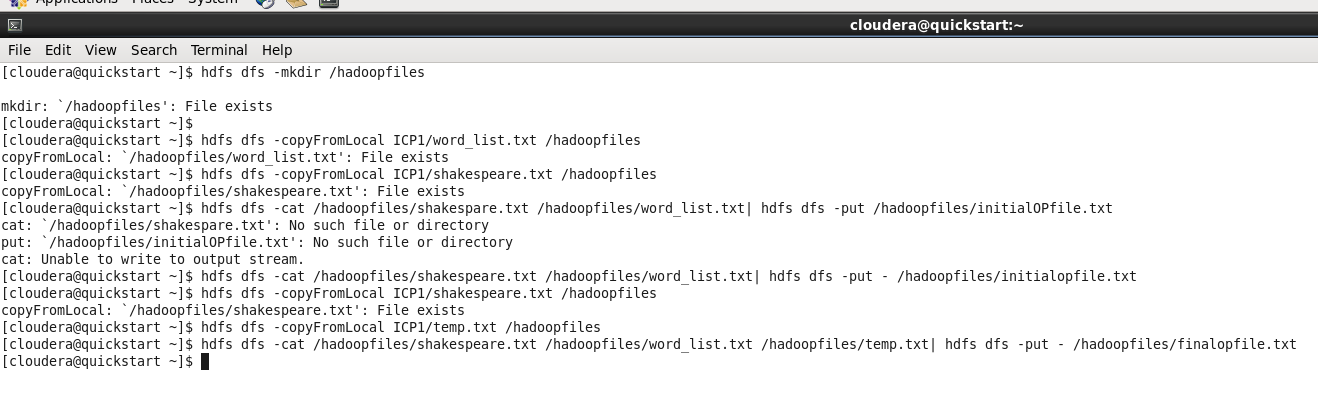 Applications Places System
cloudera@quickstart:~
File Edit View Search Terminal Help
[cloudera@quickstart ~]$ hdfs dfs -mkdir /hadoopfiles
mkdir: `/hadoopfiles': File exists
[cloudera@quickstart ~]$
[cloudera@quickstart ~]$ hdfs dfs -copyFromLocal ICP1/word_list.txt /hadoopfiles
copyFromLocal: `/hadoopfiles/word_list.txt': File exists
[cloudera@quickstart ~]$ hdfs dfs -copyFromLocal ICP1/shakespeare.txt /hadoopfiles
copyFromLocal: `/hadoopfiles/shakespeare.txt': File exists
[cloudera@quickstart ~]$ hdfs dfs -cat /hadoopfiles/shakespare.txt /hadoopfiles/word_list.txt| hdfs dfs -put /hadoopfiles/initialOPfile.txt
cat: `/hadoopfiles/shakespare.txt': No such file or directory
put: `/hadoopfiles/initialOPfile.txt': No such file or directory
cat: Unable to write to output stream.
[cloudera@quickstart ~]$ hdfs dfs -cat /hadoopfiles/shakespeare.txt /hadoopfiles/word_list.txt| hdfs dfs -put - /hadoopfiles/initialopfile.txt
[cloudera@quickstart ~]$ hdfs dfs -copyFromLocal ICP1/shakespeare.txt /hadoopfiles
copyFromLocal: `/hadoopfiles/shakespeare.txt': File exists
[cloudera@quickstart ~]$ hdfs dfs -copyFromLocal ICP1/temp.txt /hadoopfiles
[cloudera@quickstart ~]$ hdfs dfs -cat /hadoopfiles/shakespeare.txt /hadoopfiles/word_list.txt /hadoopfiles/temp.txt| hdfs dfs -put - /hadoopfiles/finalopfile.txt
[cloudera@quickstart ~]$